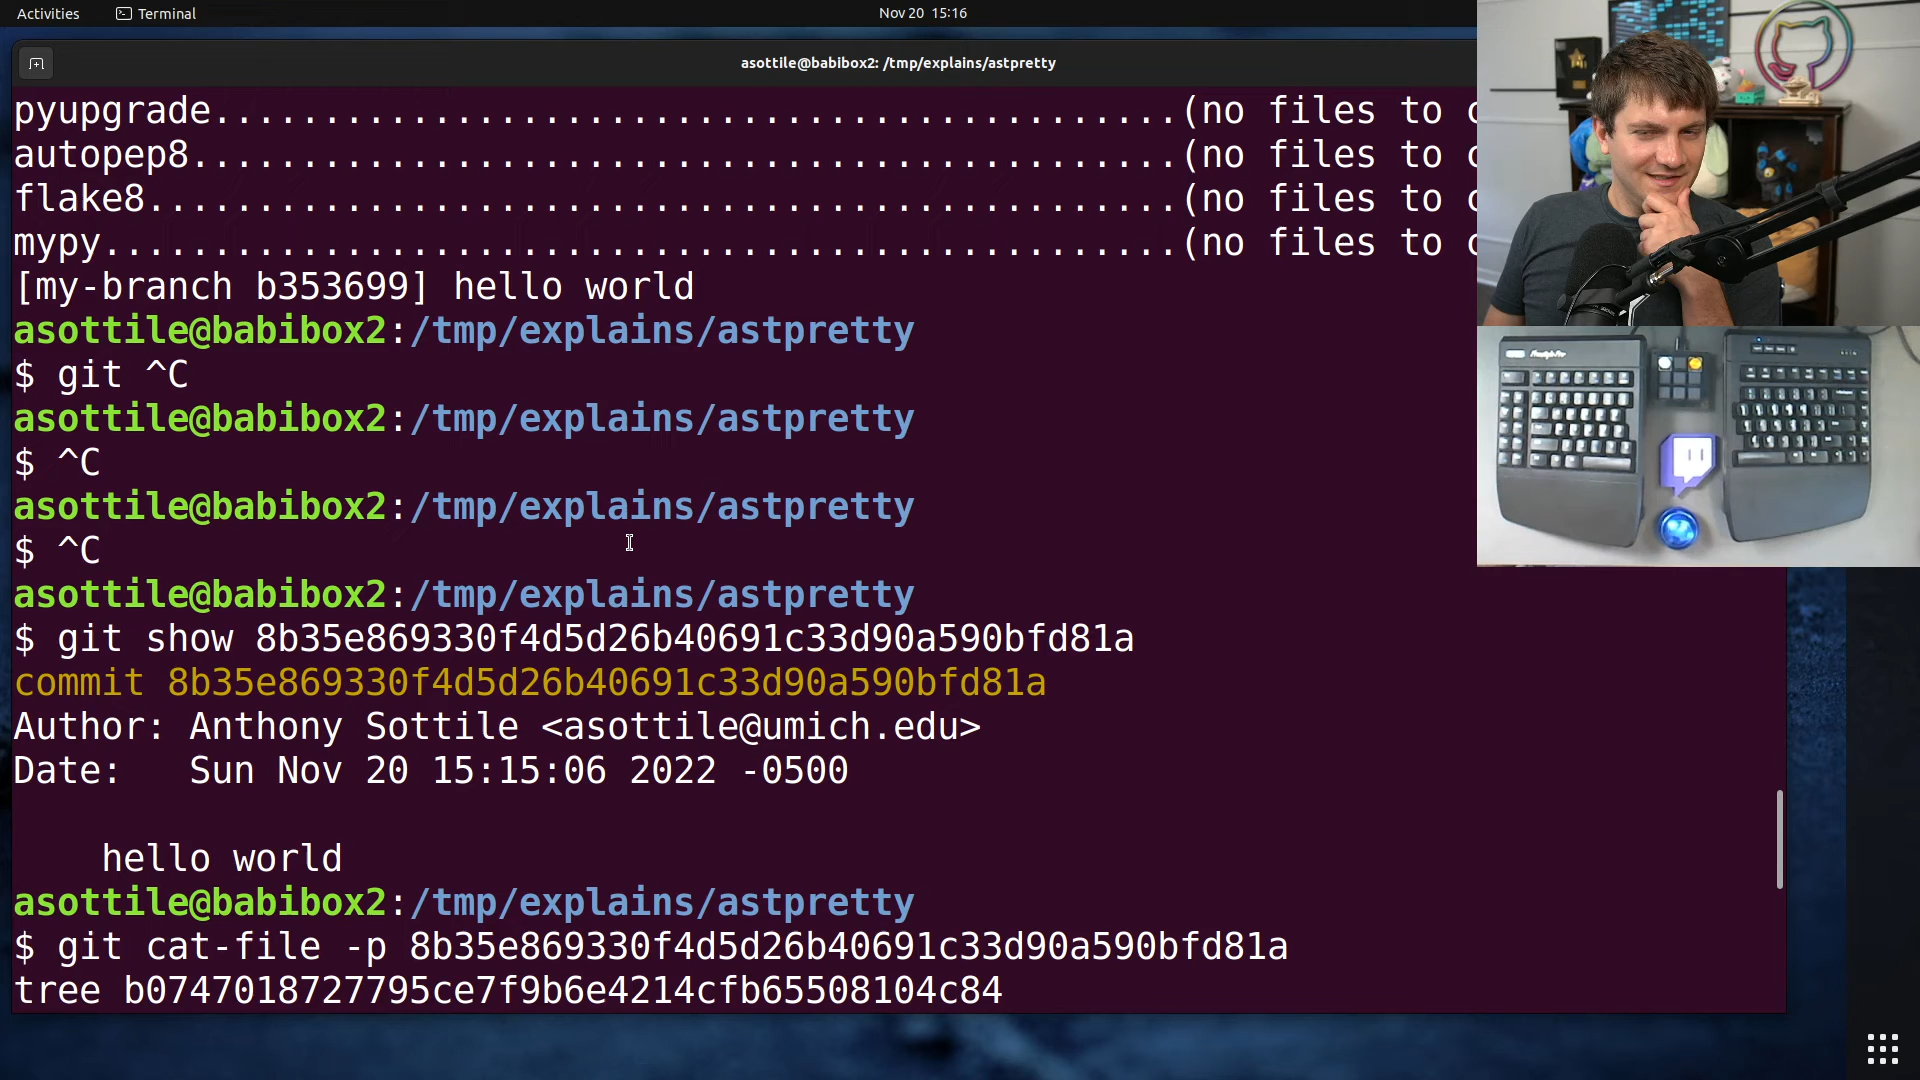 Activities
Terminal
Nov 20 15:16
asottile@babibox2: /tmp/explains/astpretty
pyupgrade............................................(no files to c
autopep8.............................................(no files to c
flake8...............................................(no files to c
mypy.................................................(no files to c
[my-branch b353699] hello world
asottile@babibox2:/tmp/explains/astpretty
$ git ^C
asottile@babibox2:/tmp/explains/astpretty
$ ^C
asottile@babibox2:/tmp/explains/astpretty
$ ^C
asottile@babibox2:/tmp/explains/astpretty
$ git show 8b35e869330f4d5d26b40691c33d90a590bfd81a
commit 8b35e869330f4d5d26b40691c33d90a590bfd81a
Author: Anthony Sottile <asottile@umich.edu>
Date:   Sun Nov 20 15:15:06 2022 -0500
hello world
asottile@babibox2:/tmp/explains/astpretty
$ git cat-file -p 8b35e869330f4d5d26b40691c33d90a590bfd81a
tree b0747018727795ce7f9b6e4214cfb65508104c84